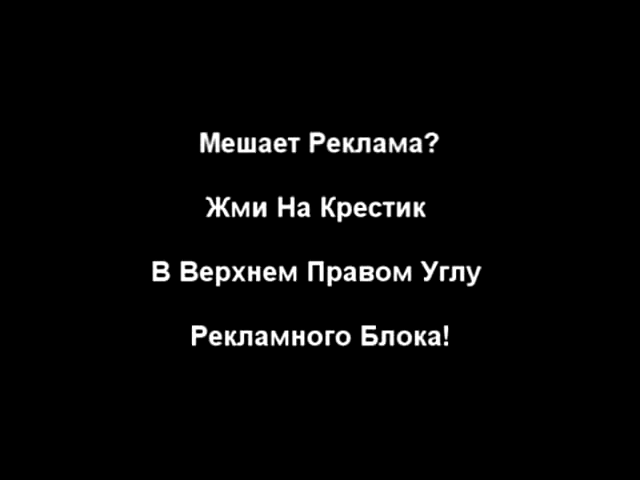 Мешает Реклама?
Жми На Крестик
В Верхнем Правом Углу
Рекламного Блока!